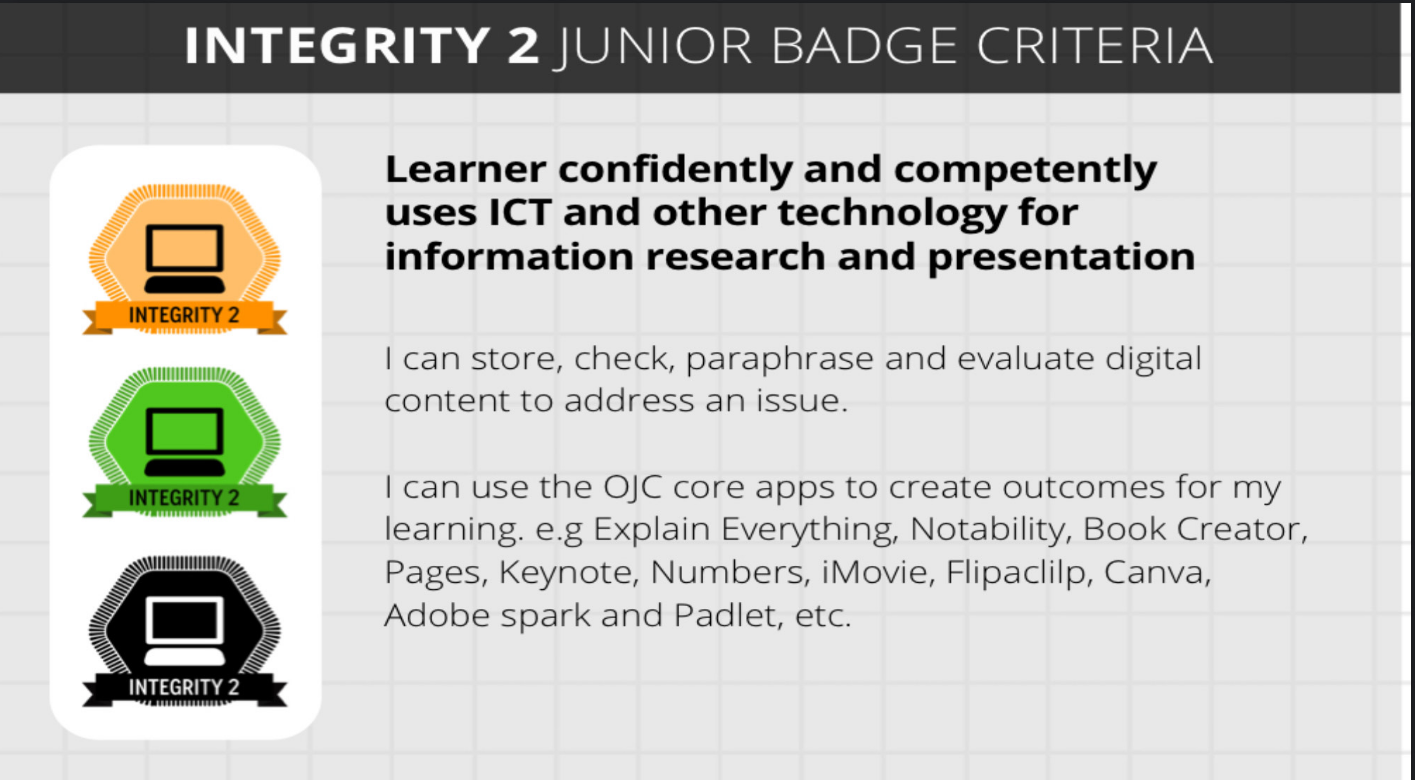 INTEGRITY 2 JUNIOR BADGE CRITERIA
Learner confidently and competently
uses ICT and other technology for
information research and presentation
INTEGRITY 2
I can store, check, paraphrase and evaluate digital
content to address an issue.
INTEGRITY 2
I can use the OJC core apps to create outcomes for my
learning. e.g Explain Everything, Notability, Book Creator,
Pages, Keynote, Numbers, iMovie, Flipaclilp, Canva,
Adobe spark and Padlet, etc.
INTEGRITY 2